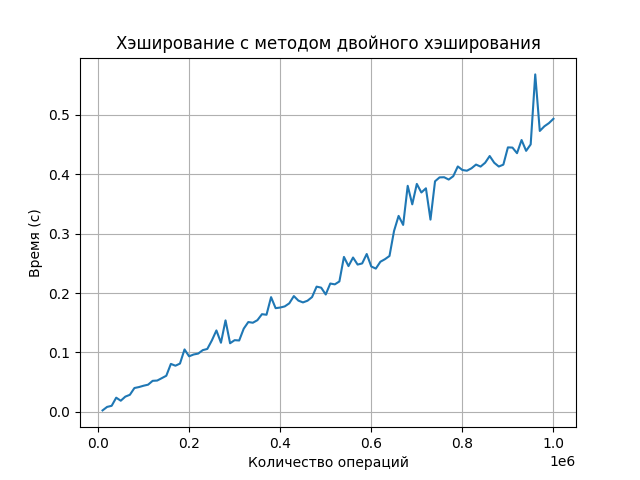 Хэширование с методом двойного хэширования
Время (с)
0.5
0.4
0.3
0.2
0.1
0.0
0.0 0.2 0.4 0.6 0.8 1.0
1e6
Количество операций